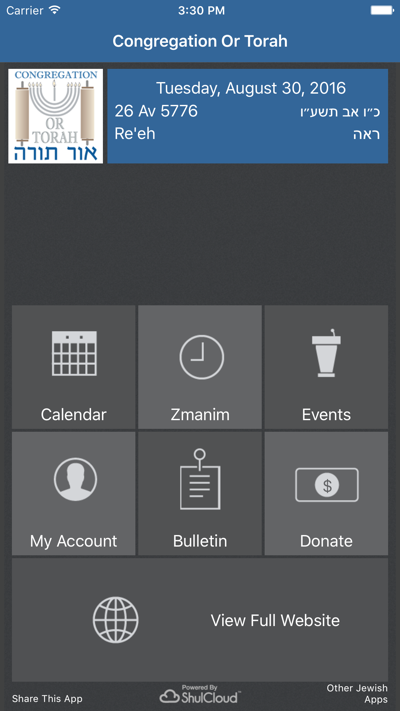 Carrier 3:30 PM
Congregation Or Torah
CONGREGATION
OR
TORAH
אור תורה
Tuesday, August 30, 2016
26 Av 5776 כ״ו אב תשע״ו
Re'eh ראה
Calendar Zmanim Events
$
My Account Bulletin Donate
View Full Website
Share This App
Powered By
ShulCloud™
Other Jewish
Apps